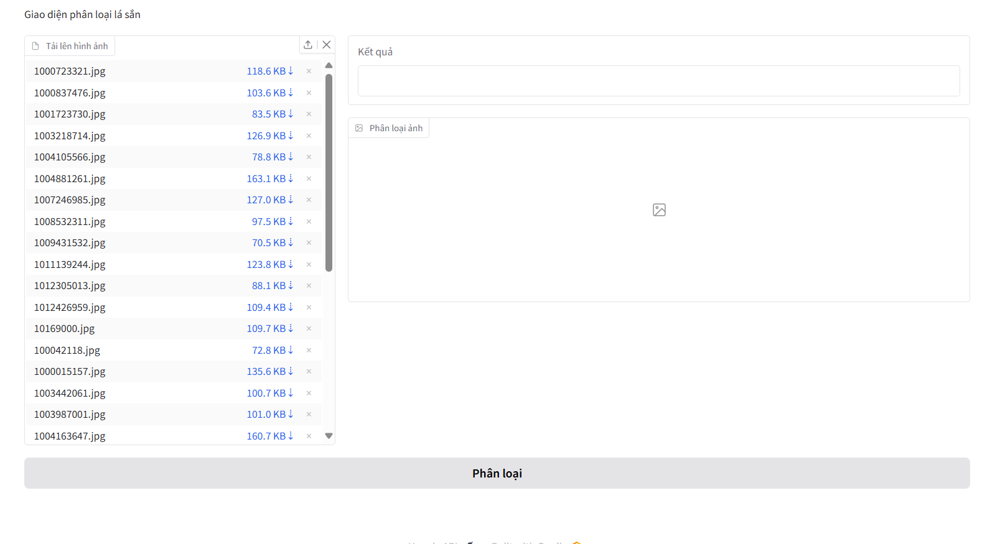 Giao diện phân loại lá sắn
Tải lên hình ảnh
1000723321.jpg 118.6 KB ⇣ ×
1000837476.jpg 103.6 KB ⇣ ×
1001723730.jpg 83.5 KB ⇣ ×
1003218714.jpg 126.9 KB ⇣ ×
1004105566.jpg 78.8 KB ⇣ ×
1004881261.jpg 163.1 KB ⇣ ×
1007246985.jpg 127.0 KB ⇣ ×
1008532311.jpg 97.5 KB ⇣ ×
1009431532.jpg 70.5 KB ⇣ ×
1011139244.jpg 123.8 KB ⇣ ×
1012305013.jpg 88.1 KB ⇣ ×
1012426959.jpg 109.4 KB ⇣ ×
10169000.jpg 109.7 KB ⇣ ×
100042118.jpg 72.8 KB ⇣ ×
1000015157.jpg 135.6 KB ⇣ ×
1003442061.jpg 100.7 KB ⇣ ×
1003987001.jpg 101.0 KB ⇣ ×
1004163647.jpg 160.7 KB ⇣ ×
Kết quả
Phân loại ảnh
Phân loại